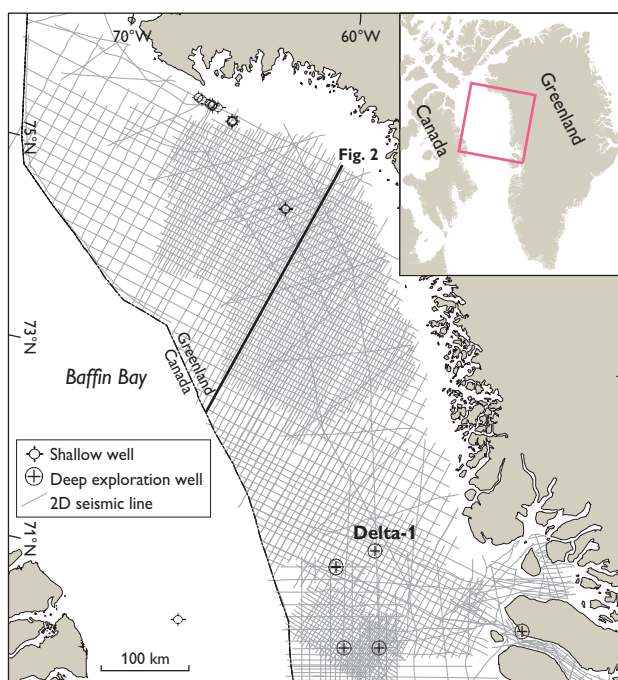 70°W
60°W
75°N
73°N
71°N
Fig. 2
Canada
Greenland
Greenland
Canada
Baffin Bay
Shallow well
Deep exploration well
2D seismic line
Delta-1
100 km